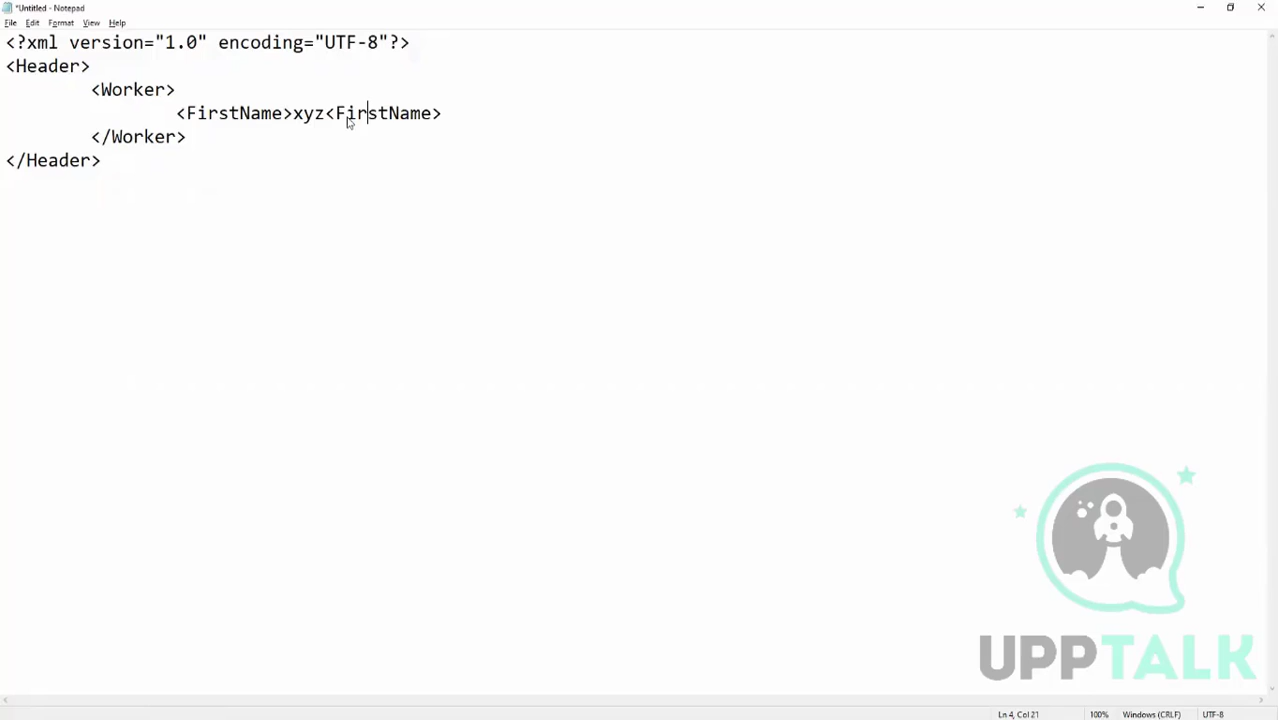 *Untitled - Notepad
File Edit Format View Help
<?xml version="1.0" encoding="UTF-8"?>
<Header>
<Worker>
<FirstName>xyz<FirstName>
</Worker>
</Header>
UPPTALK
Ln 4, Col 21 100% Windows (CRLF) UTF-8